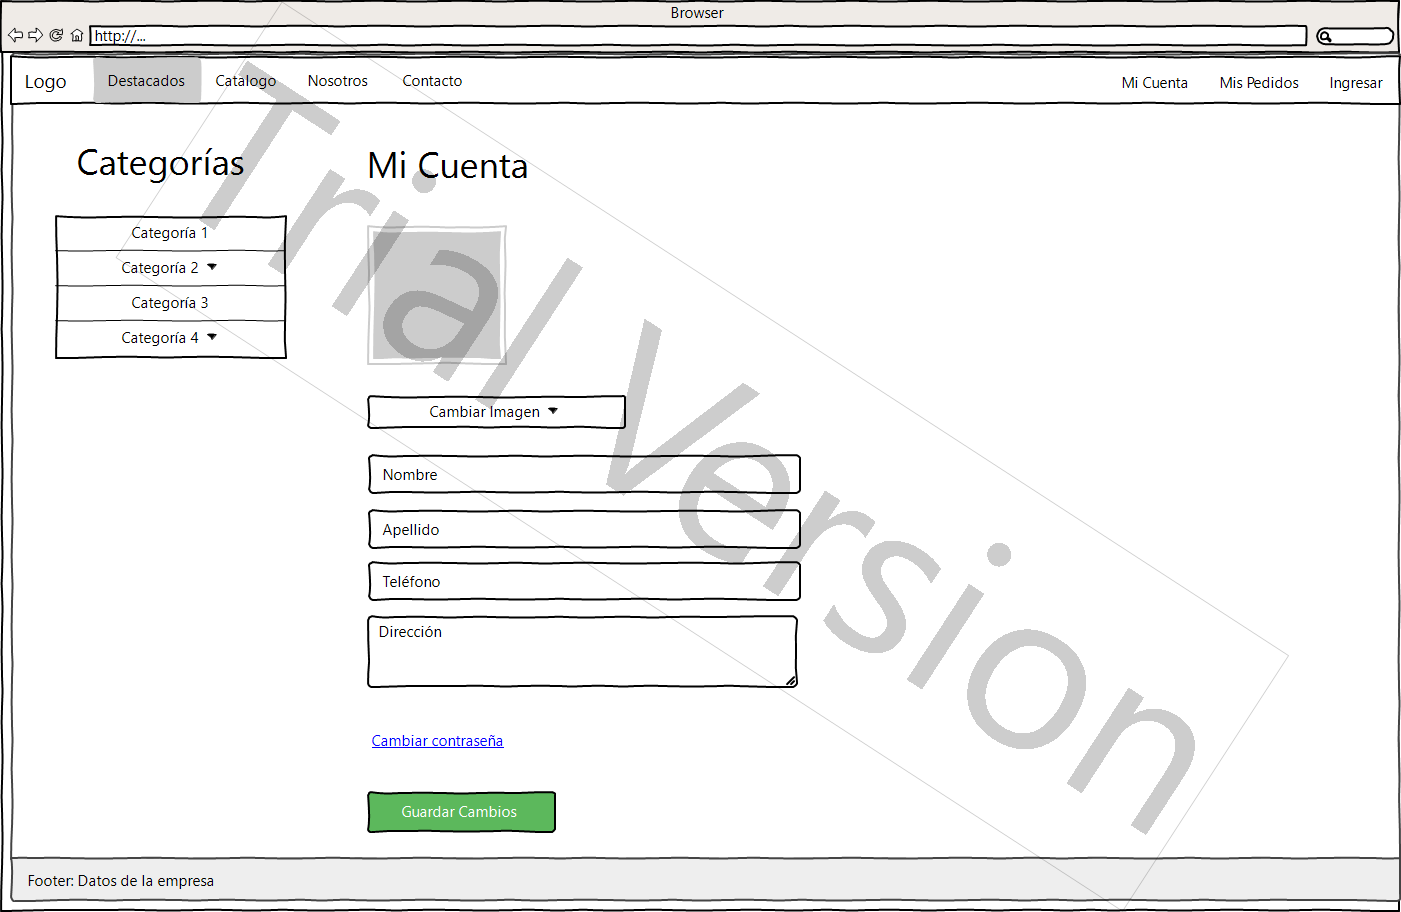 Browser
http://...
Logo Destacados Catálogo Nosotros Contacto Mi Cuenta Mis Pedidos Ingresar
Categorías
Categoría 1
Categoría 2
Categoría 3
Categoría 4
Mi Cuenta
Cambiar Imagen
Nombre
Apellido
Teléfono
Dirección
Cambiar contraseña
Guardar Cambios
Footer: Datos de la empresa
Trial Version